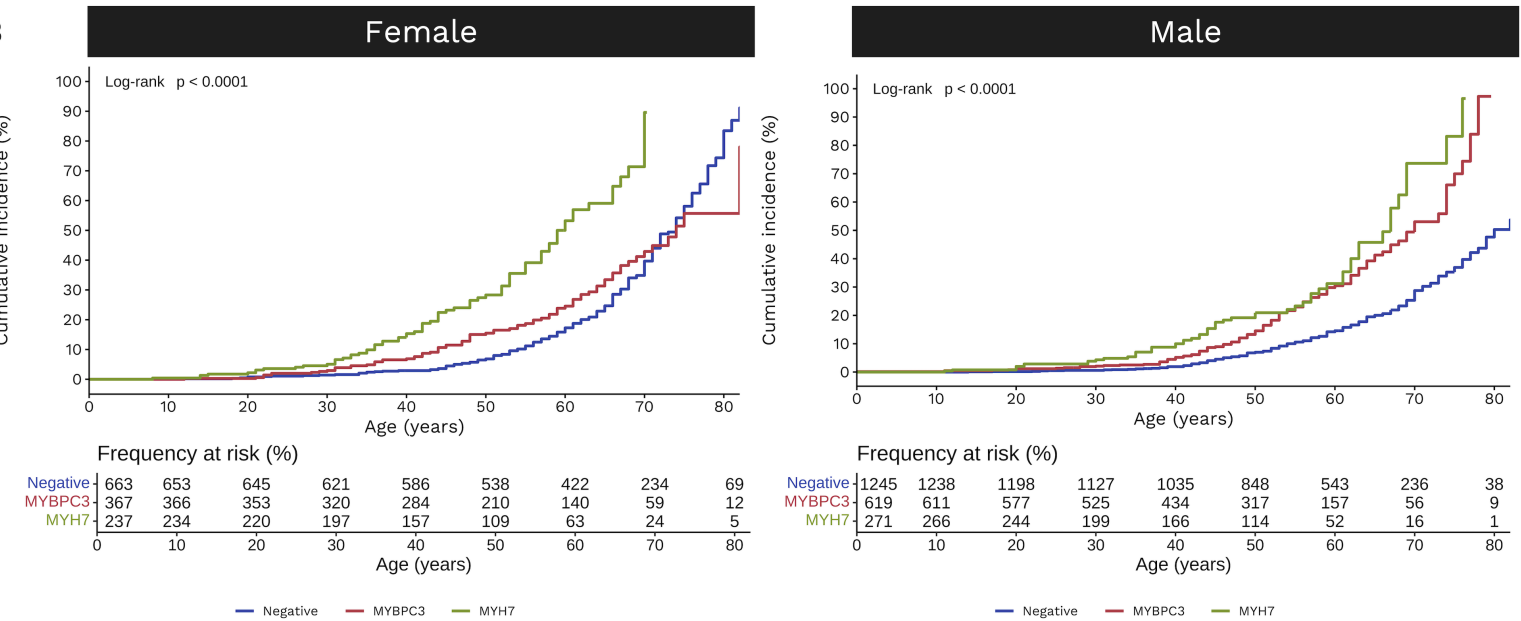 Female
Log-rank p < 0.0001
Cumulative incidence (%)
100
90
80
70
60
50
40
30
20
10
0
0 10 20 30 40 50 60 70 80
Age (years)
Frequency at risk (%)
Negative 663 653 645 621 586 538 422 234 69
MYBPC3 367 366 353 320 284 210 140 59 12
MYH7 237 234 220 197 157 109 63 24 5
0 10 20 30 40 50 60 70 80
Age (years)
Negative MYBPC3 MYH7
Male
Log-rank p < 0.0001
Cumulative incidence (%)
100
90
80
70
60
50
40
30
20
10
0
0 10 20 30 40 50 60 70 80
Age (years)
Frequency at risk (%)
Negative 1245 1238 1198 1127 1035 848 543 236 38
MYBPC3 619 611 577 525 434 317 157 56 9
MYH7 271 266 244 199 166 114 52 16 1
0 10 20 30 40 50 60 70 80
Age (years)
Negative MYBPC3 MYH7